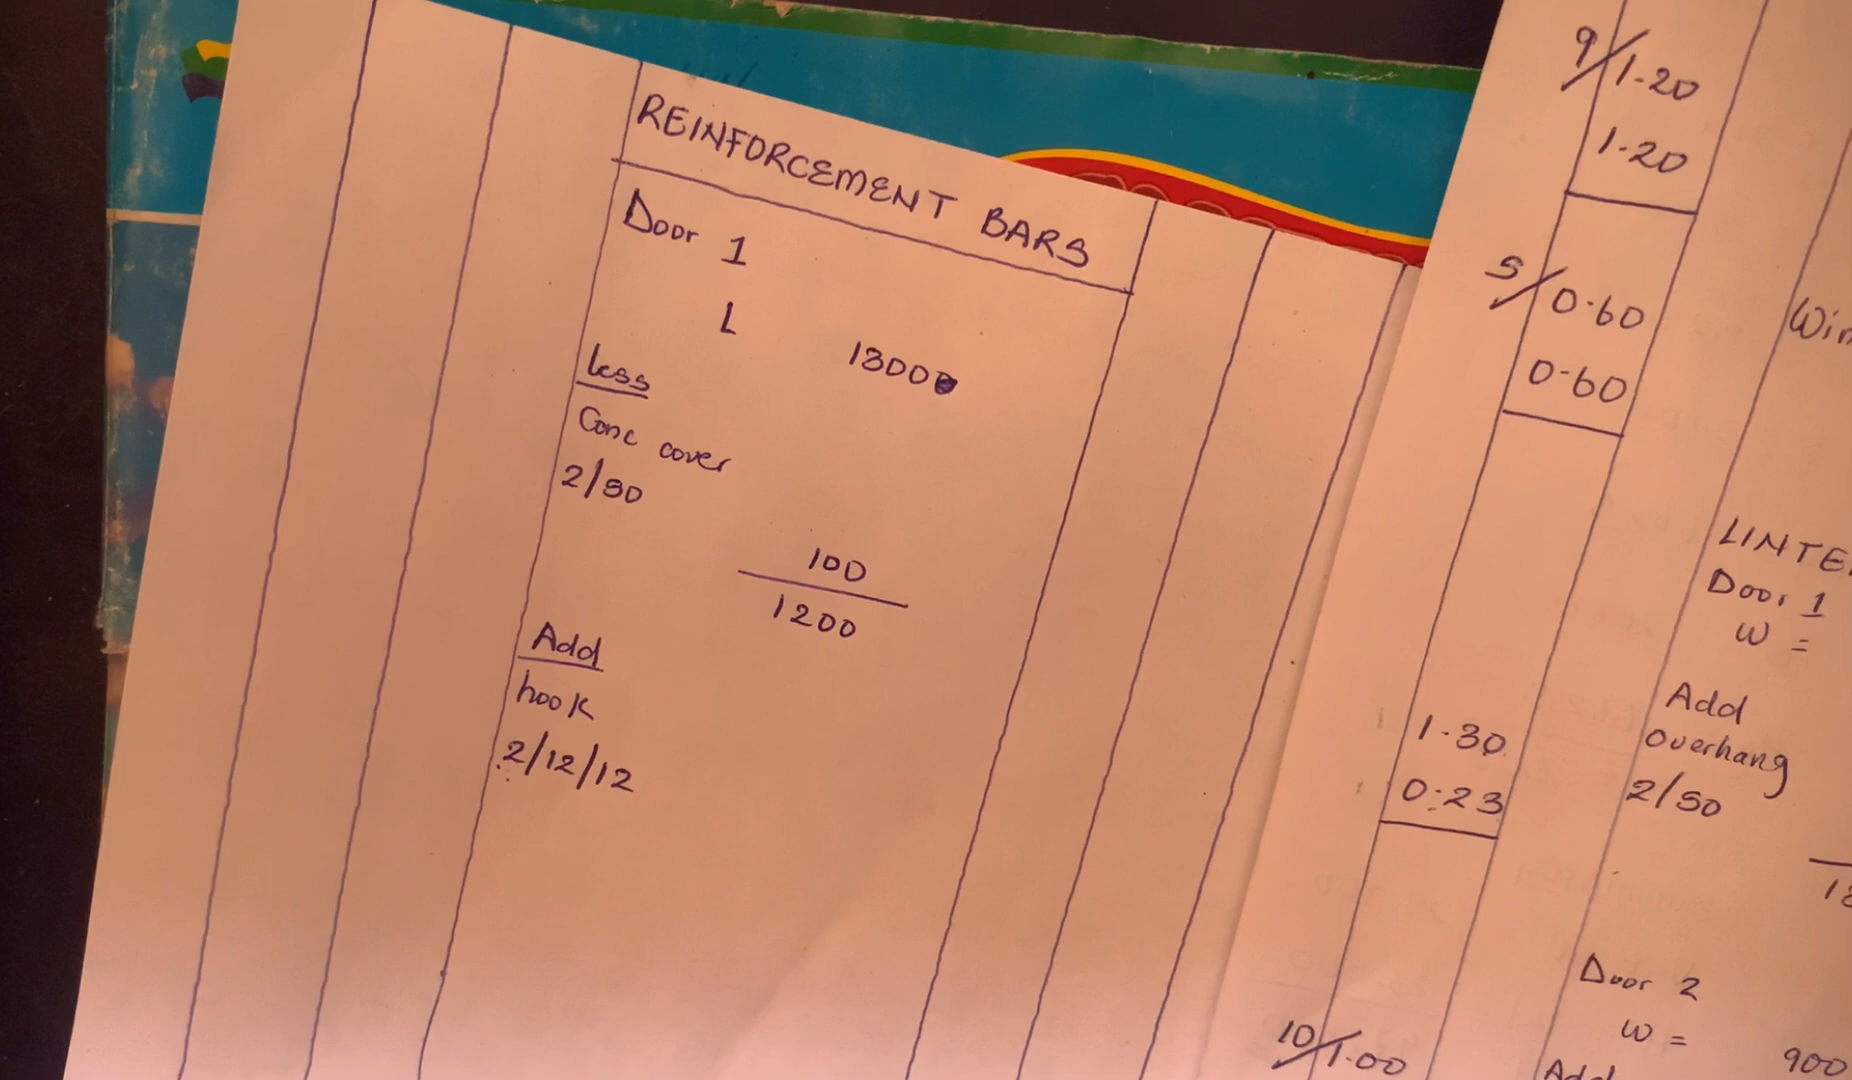 REINFORCEMENT BARS
Door 1
L 1300
less
Conc cover
2/50
100
1200
Add
hook
2/12/12
9/1.20
1.20
5/0.60
0.60
1.30
0.23
10/1.00
Door 1
W =
Add
overhang
2/50
Door 2
W = 900
Add